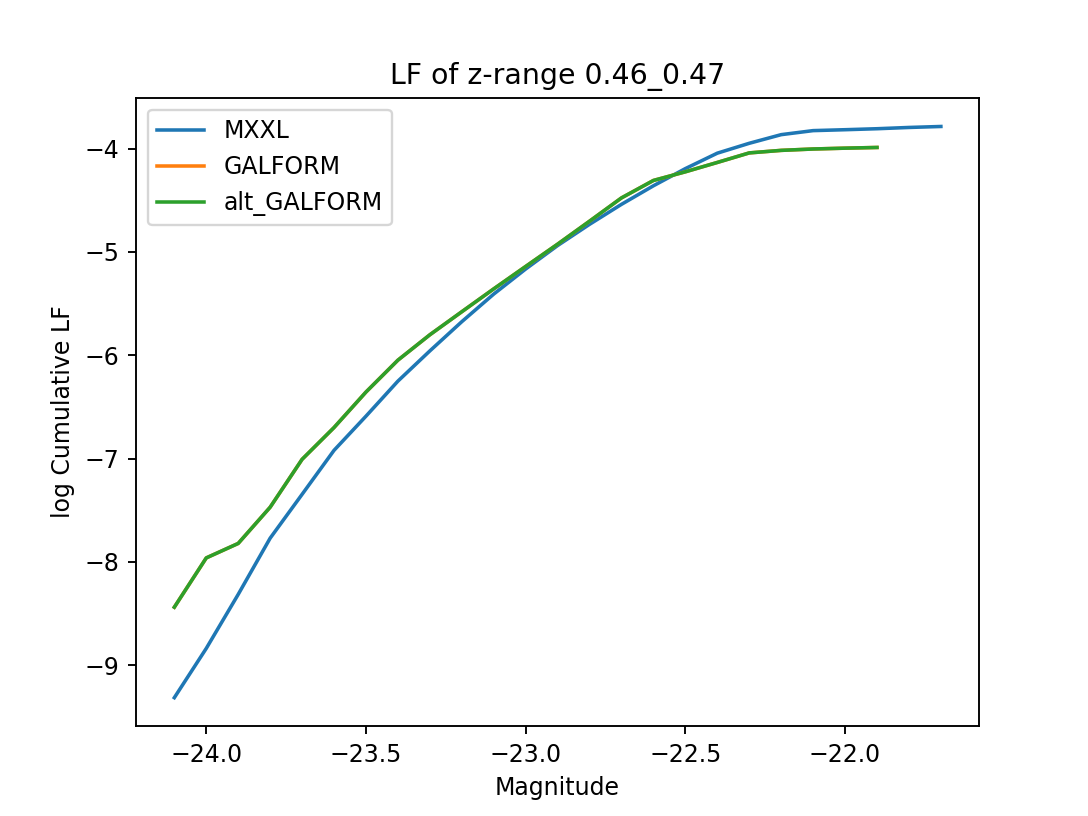 LF of z-range 0.46_0.47
MXXL
GALFORM
alt_GALFORM
−4
−5
−6
−7
−8
−9
log Cumulative LF
−24.0 −23.5 −23.0 −22.5 −22.0
Magnitude